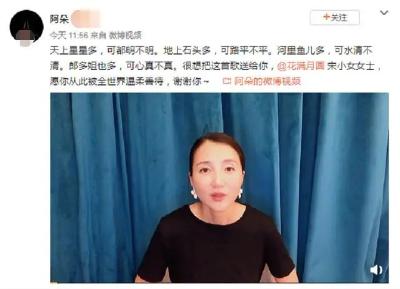 阿朵
+关注
今天 11:56 来自 微博视频
天上星星多，可都明不明。地上石头多，可路平不平。河里鱼儿多，可水清不
清。郎多姐也多，可心真不真。很想把这首歌送给你，@花满月圆 宋小女女士，
愿你从此被全世界温柔善待，谢谢你~ 阿朵的微博视频